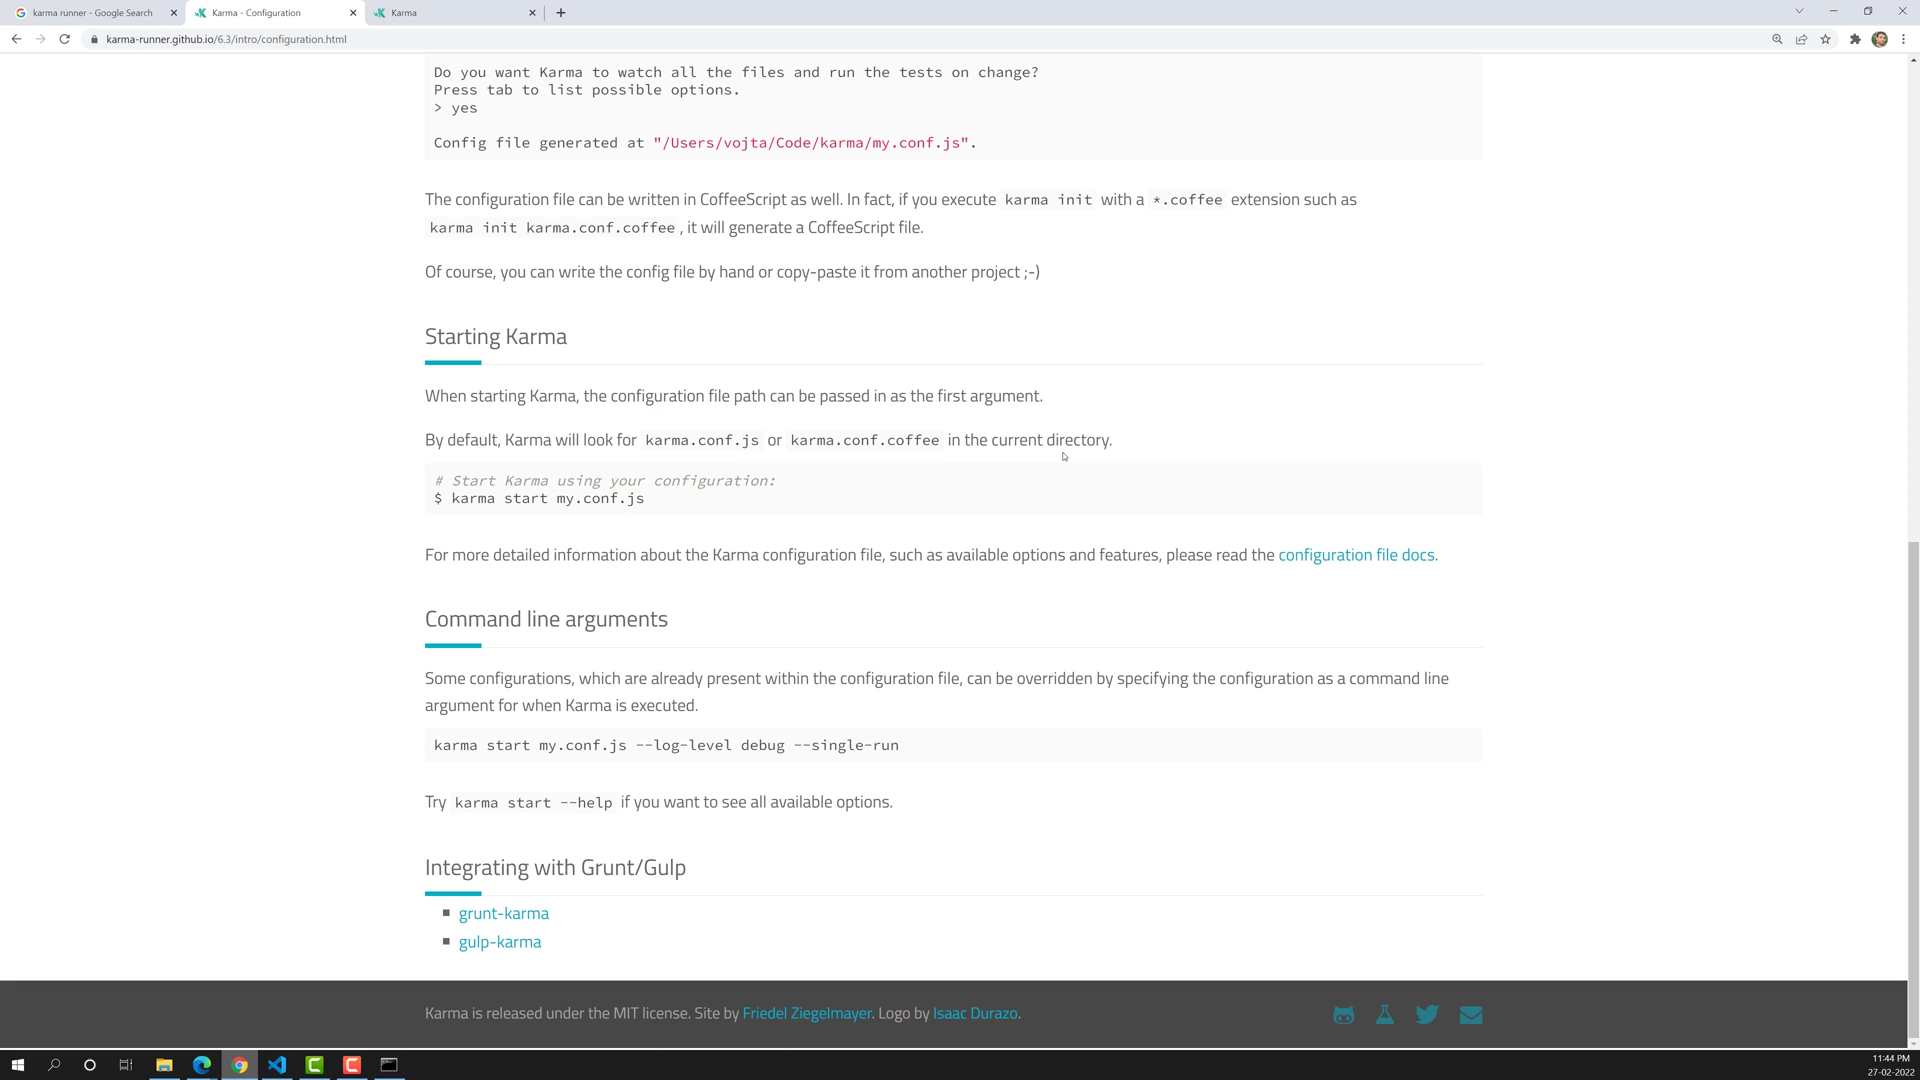 karma runner - Google Search
Karma - Configuration
Karma
karma-runner.github.io/6.3/intro/configuration.html
Do you want Karma to watch all the files and run the tests on change?
Press tab to list possible options.
> yes
Config file generated at "/Users/vojta/Code/karma/my.conf.js".
The configuration file can be written in CoffeeScript as well. In fact, if you execute karma init with a *.coffee extension such as
karma init karma.conf.coffee , it will generate a CoffeeScript file.
Of course, you can write the config file by hand or copy-paste it from another project ;-)
Starting Karma
When starting Karma, the configuration file path can be passed in as the first argument.
By default, Karma will look for karma.conf.js or karma.conf.coffee in the current directory.
# Start Karma using your configuration:
$ karma start my.conf.js
For more detailed information about the Karma configuration file, such as available options and features, please read the configuration file docs.
Command line arguments
Some configurations, which are already present within the configuration file, can be overridden by specifying the configuration as a command line
argument for when Karma is executed.
karma start my.conf.js --log-level debug --single-run
Try karma start --help if you want to see all available options.
Integrating with Grunt/Gulp
grunt-karma
gulp-karma
Karma is released under the MIT license. Site by Friedel Ziegelmayer. Logo by Isaac Durazo.
11:44 PM
27-02-2022